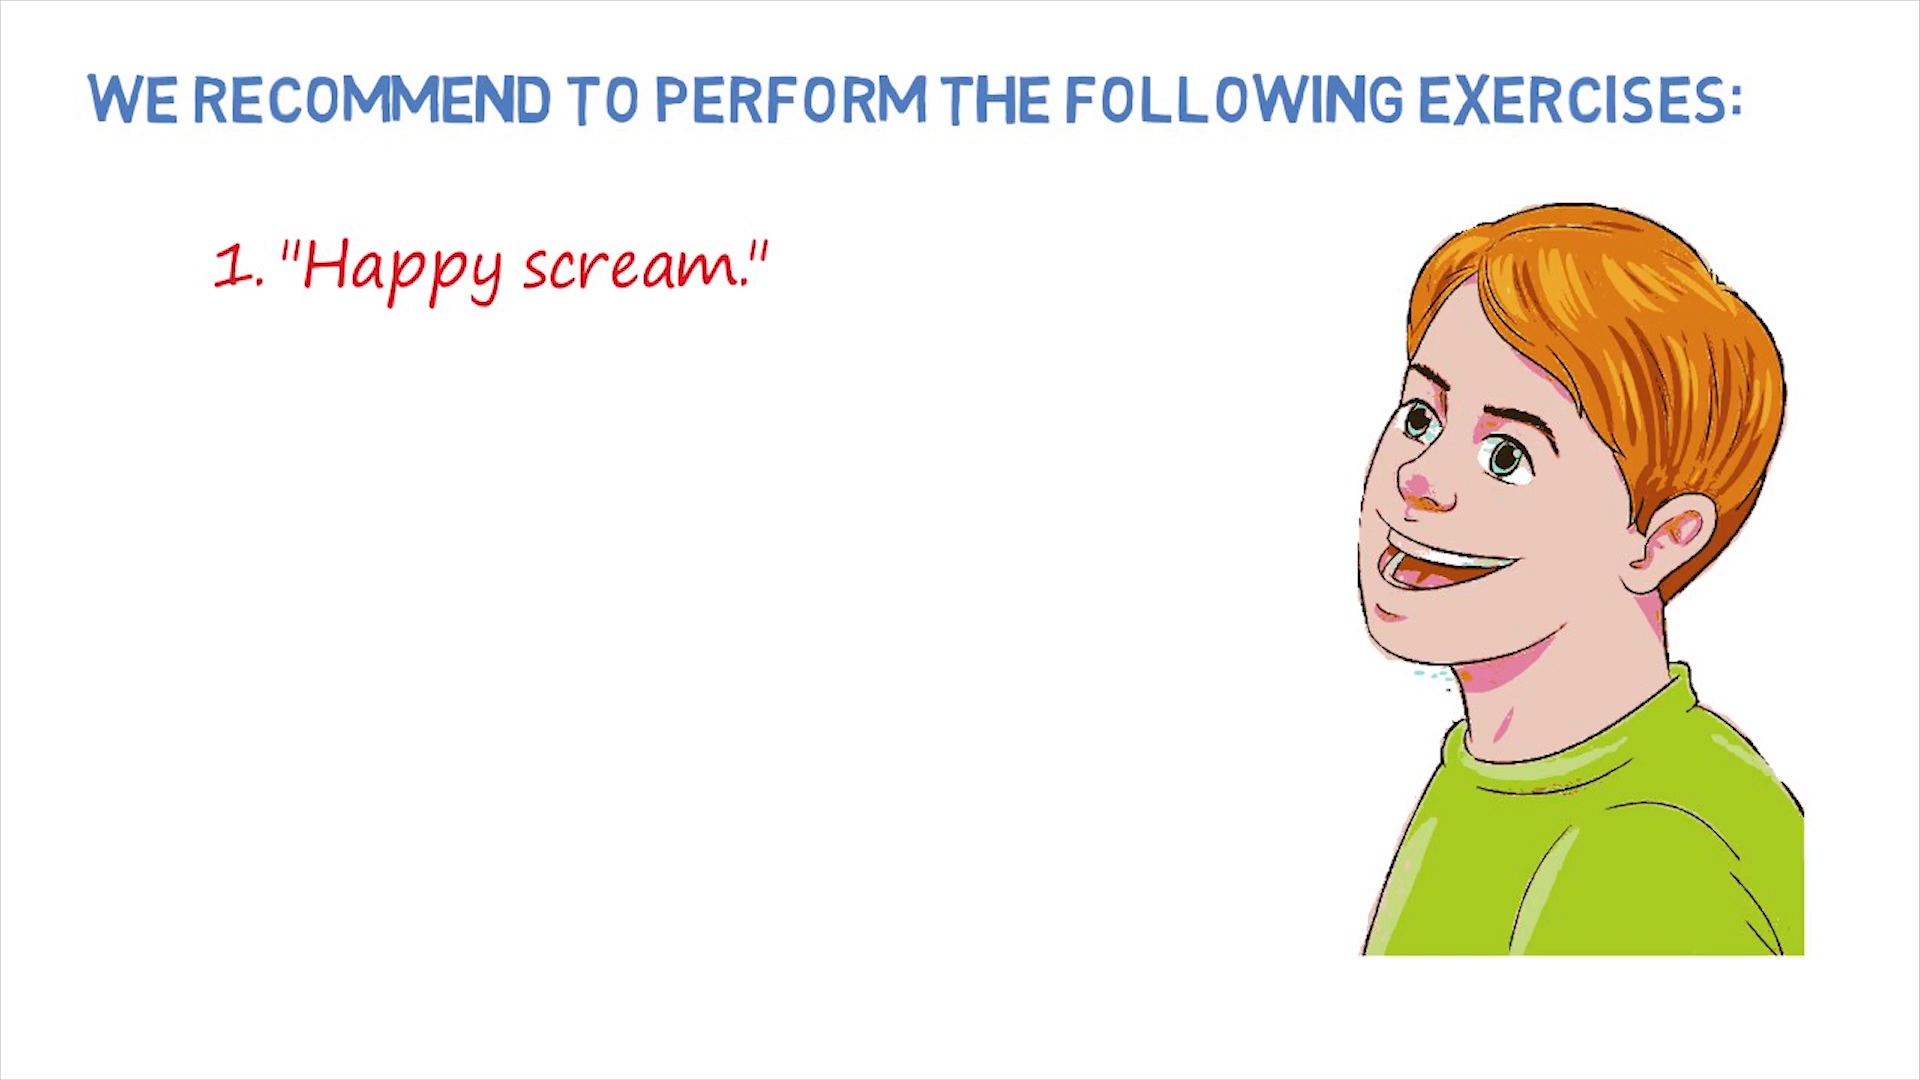 WE RECOMMEND TO PERFORM THE FOLLOWING EXERCISES:
1. "Happy scream."